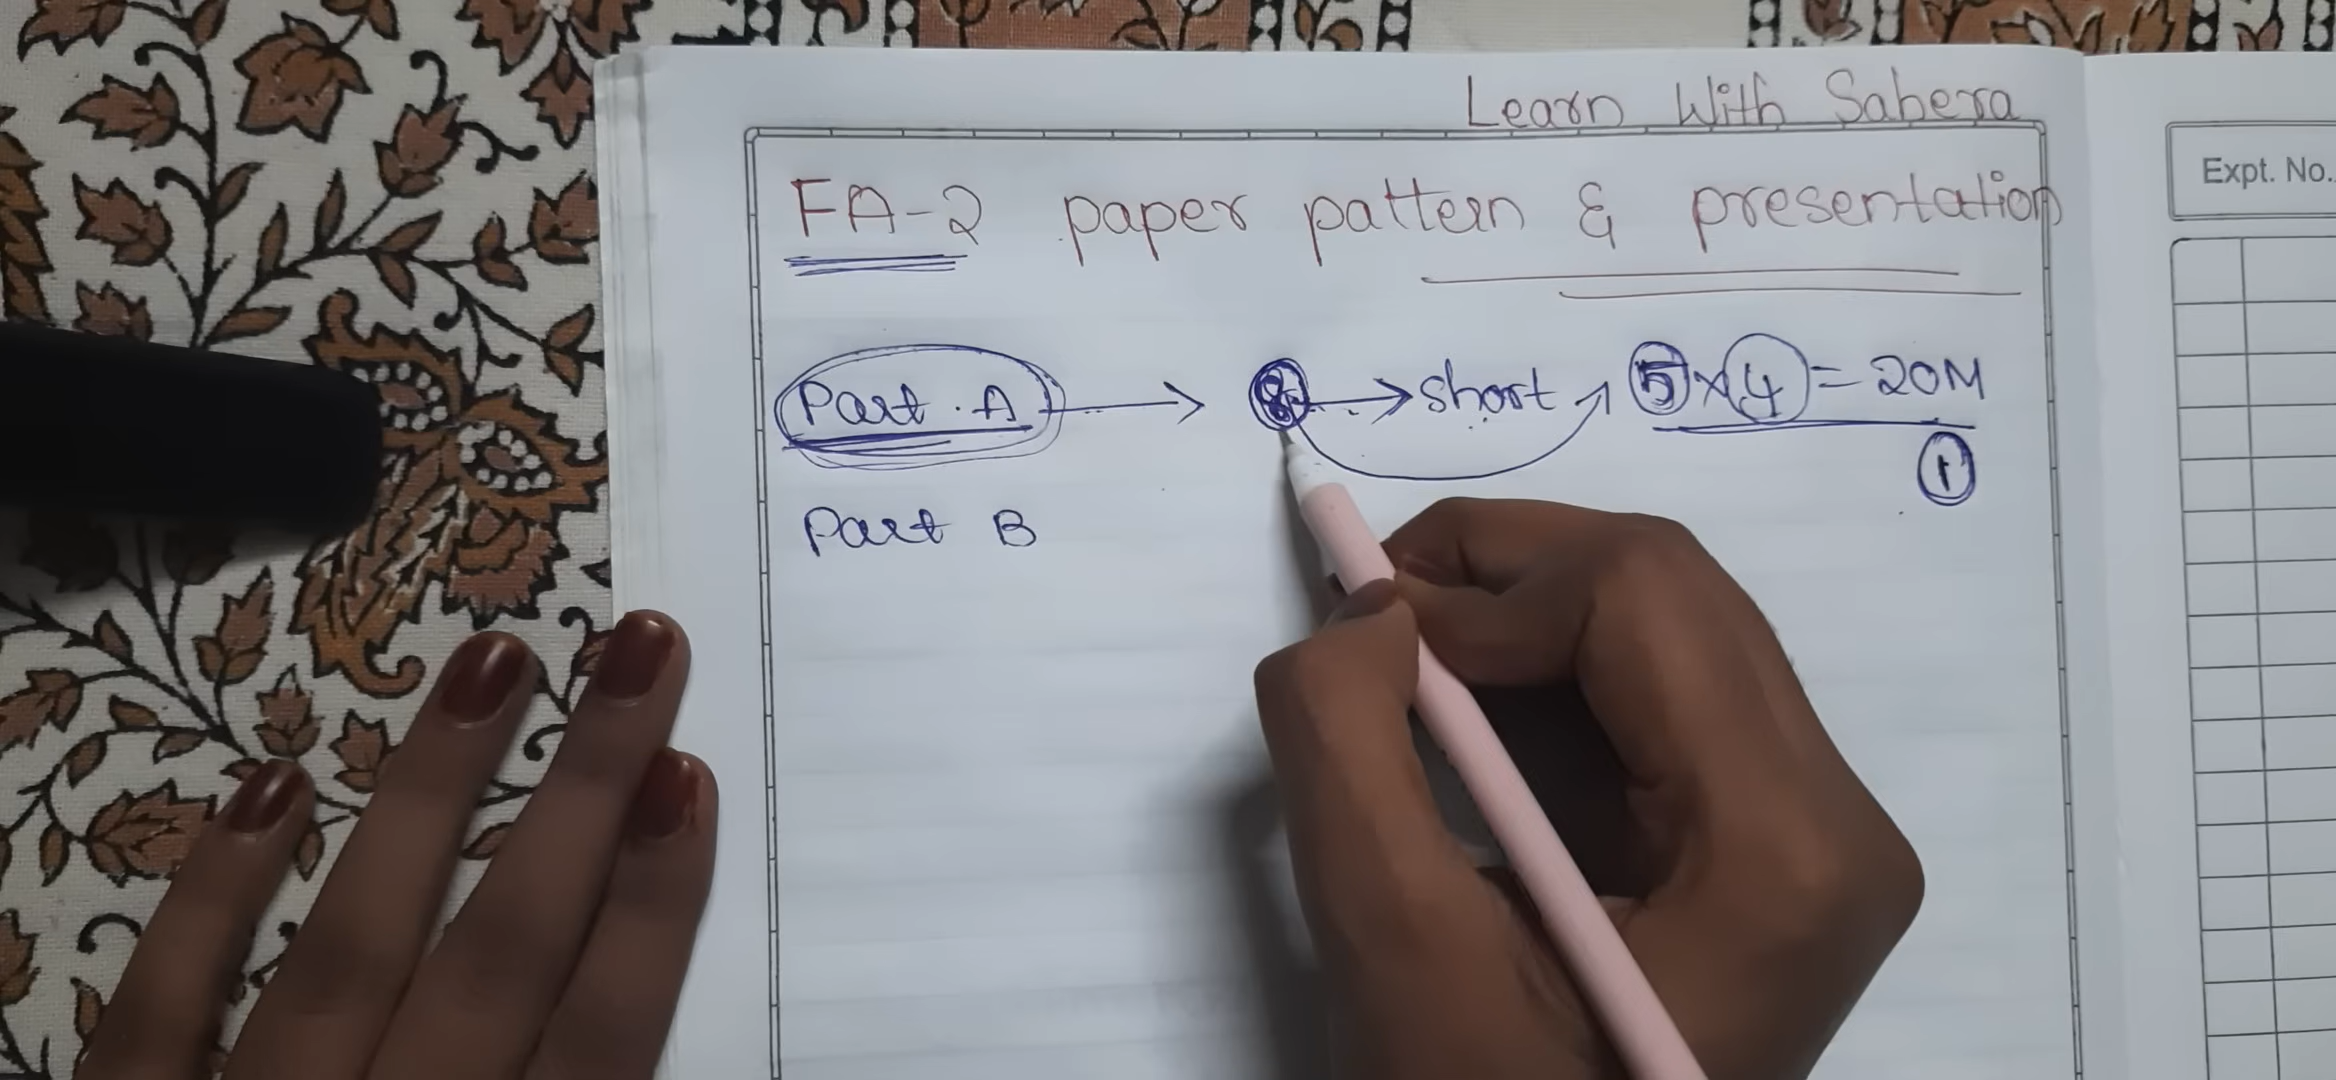 Learn With Sabera
Expt. No.
FA-2 paper pattern & presentation
Part. A → 8 → short 5 × 4 = 20M
1
Part B